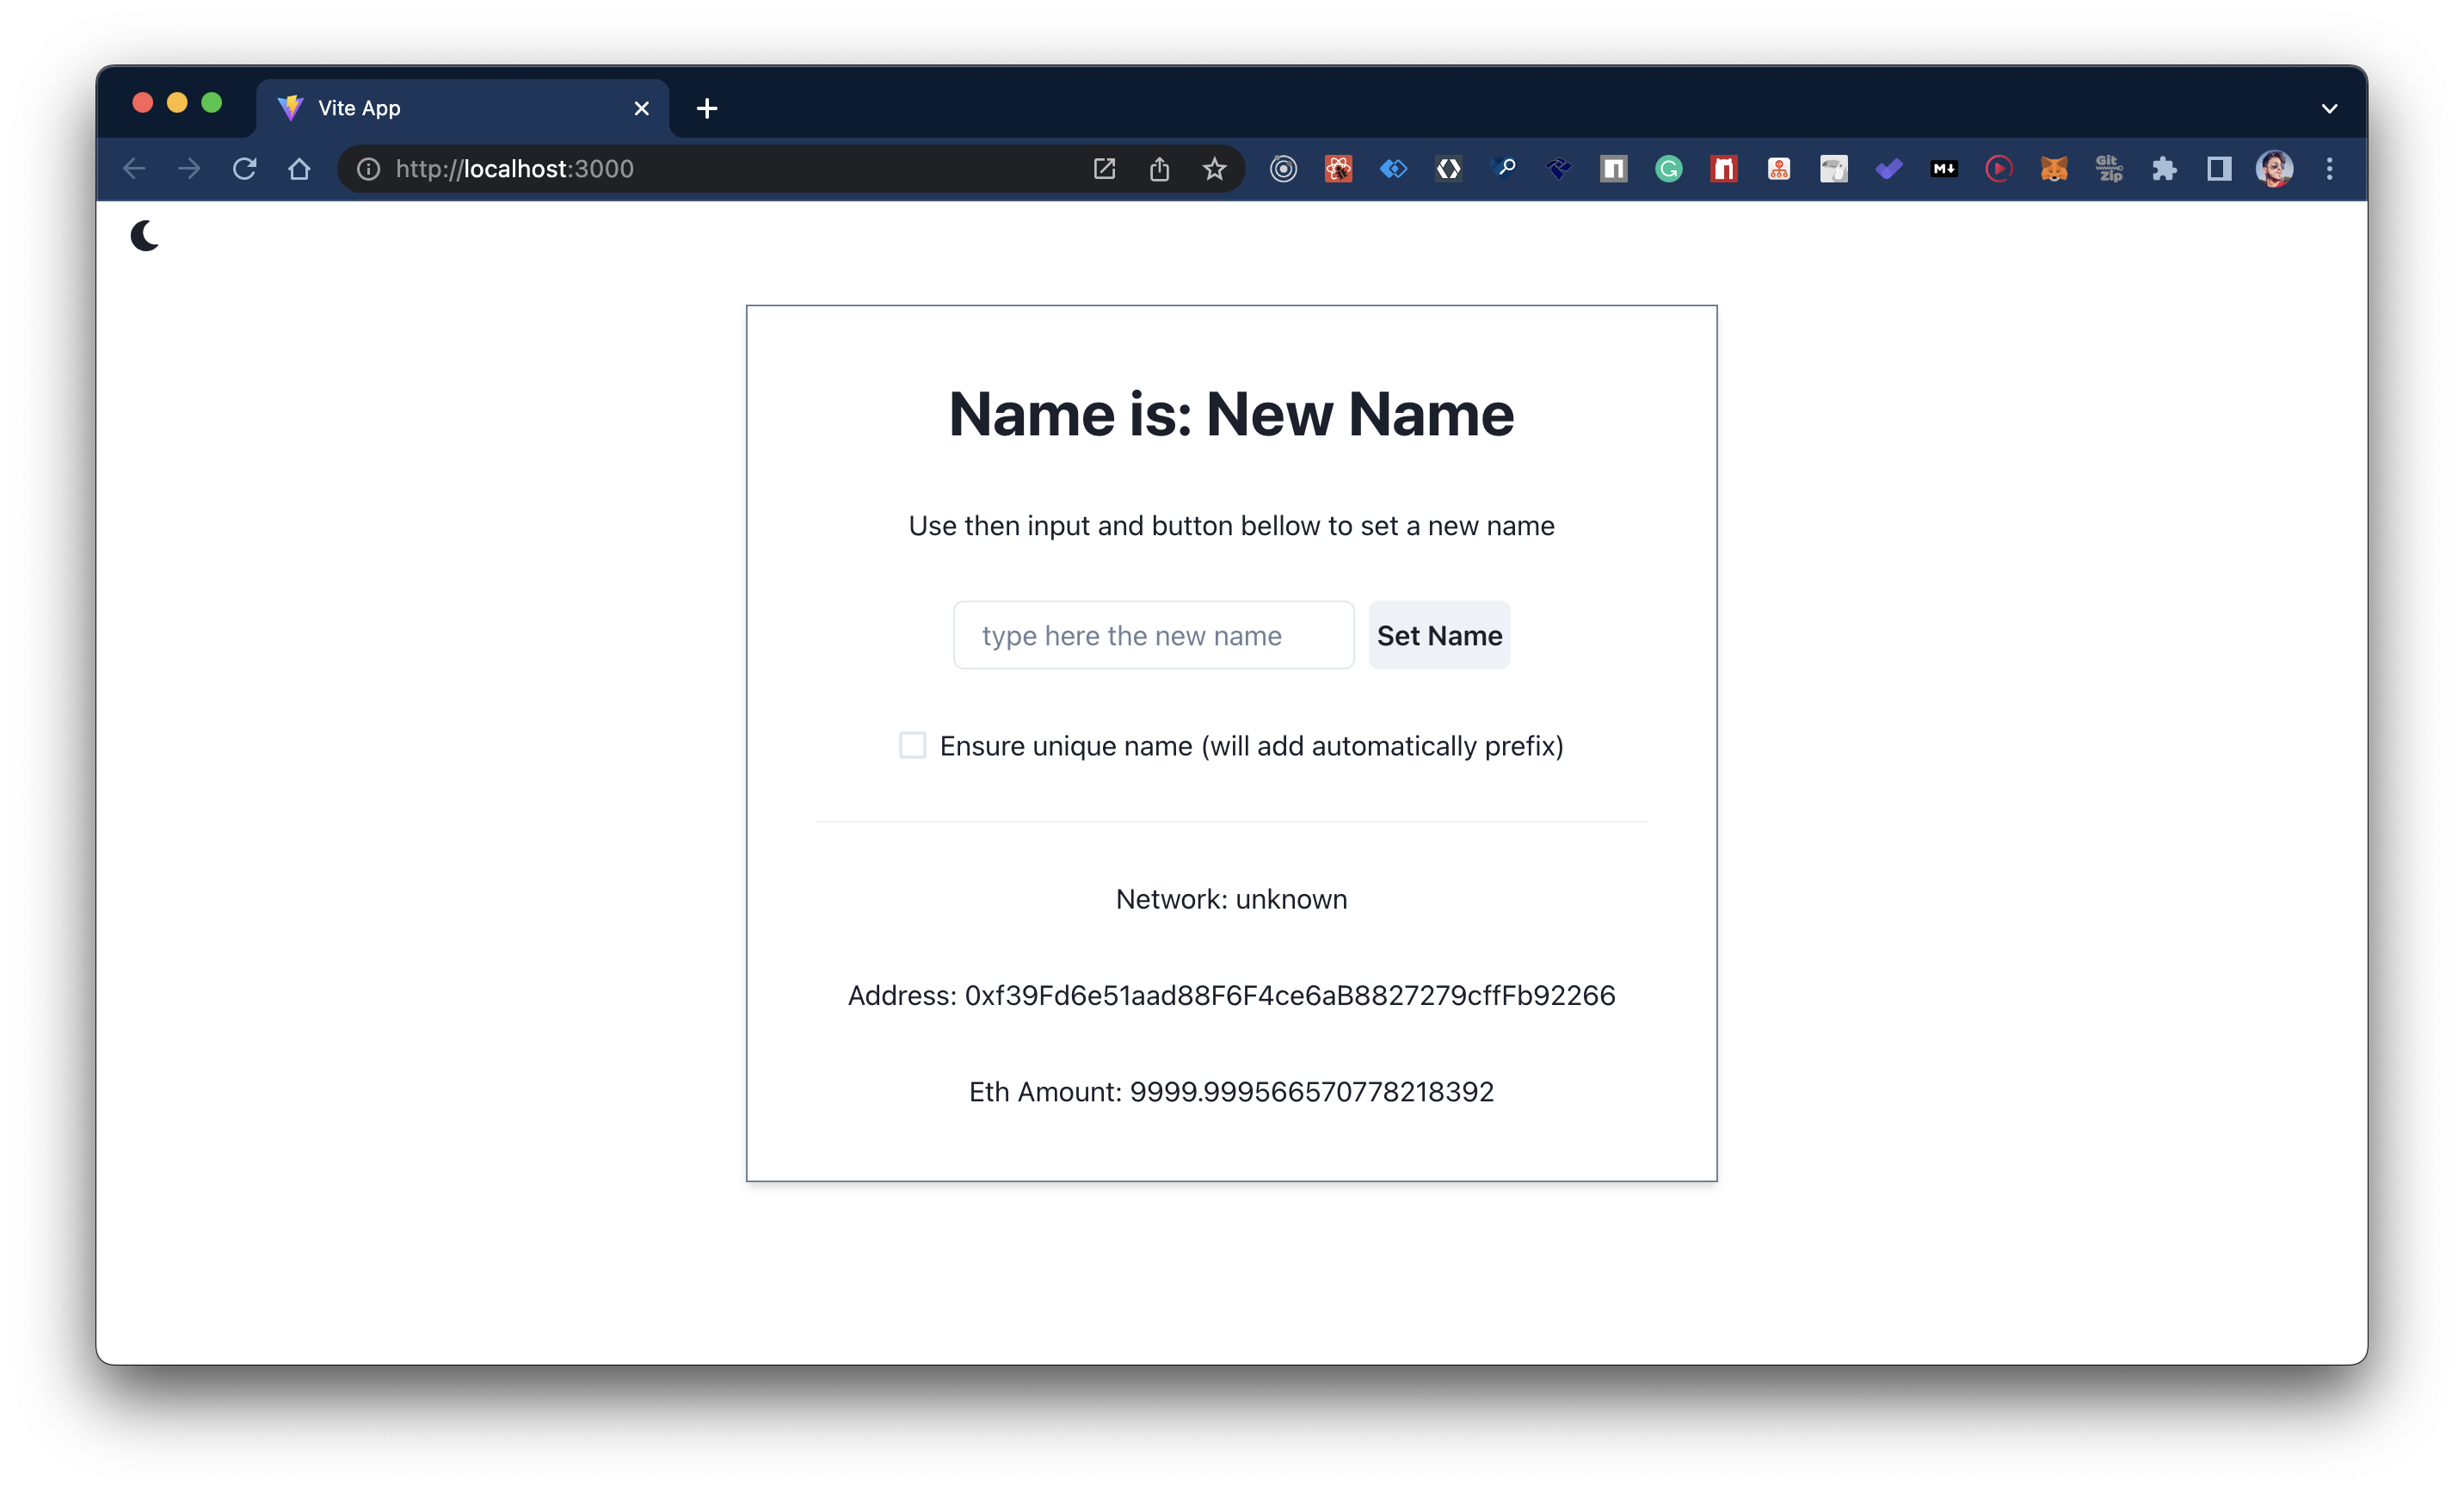 Vite App
http://localhost:3000
G
M↓
Git
Zip
Name is: New Name
Use then input and button bellow to set a new name
type here the new name
Set Name
Ensure unique name (will add automatically prefix)
Network: unknown
Address: 0xf39Fd6e51aad88F6F4ce6aB8827279cffFb92266
Eth Amount: 9999.999566570778218392